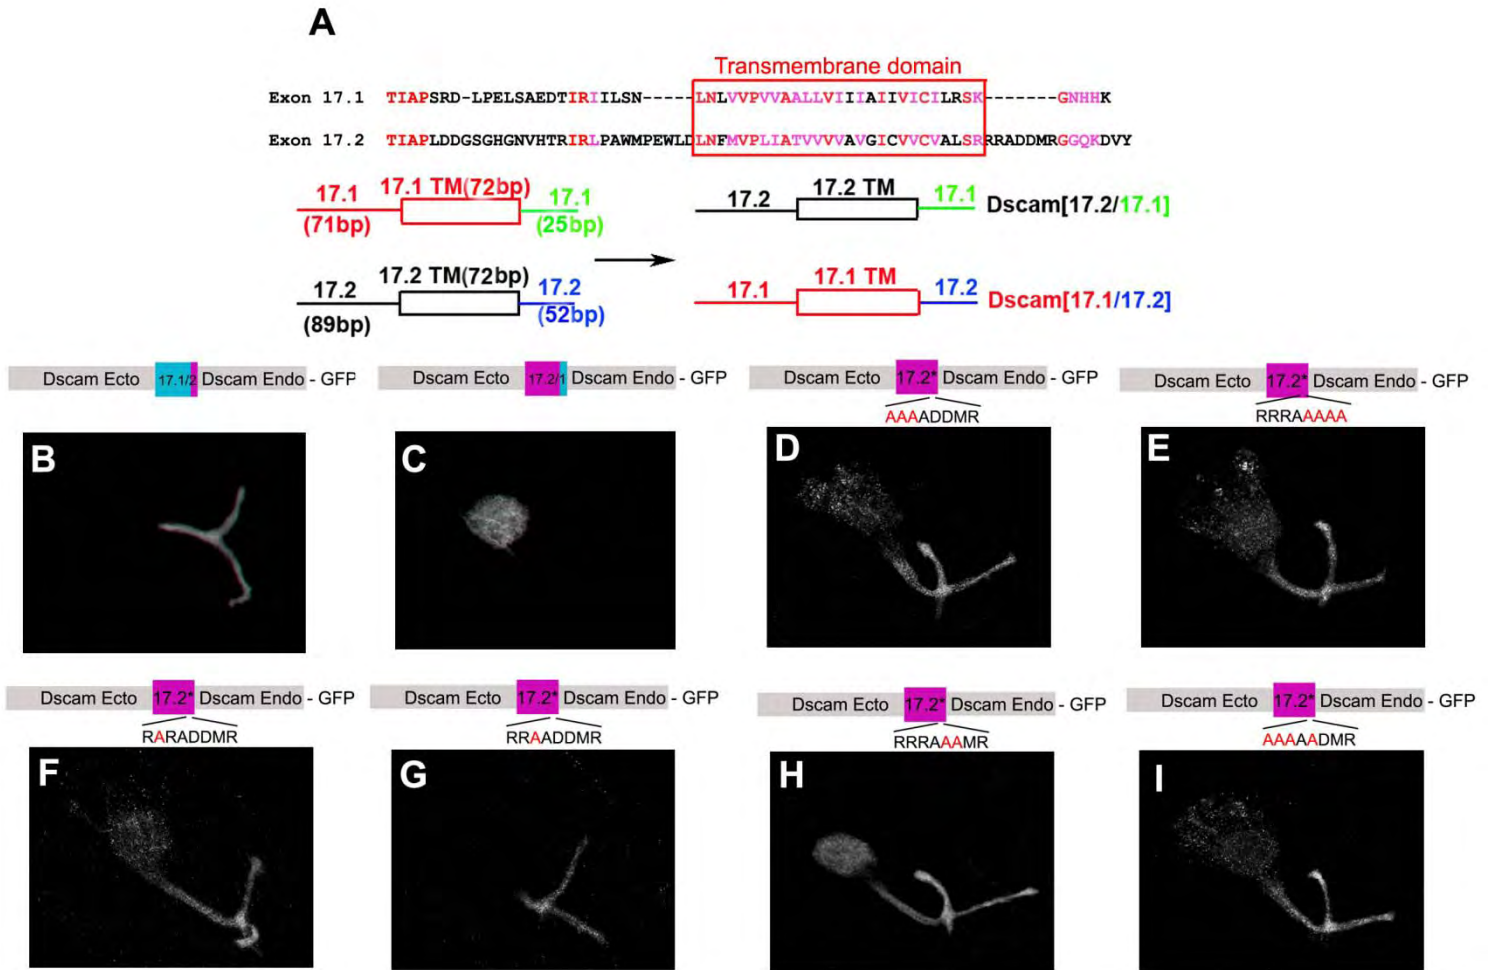 A
Transmembrane domain
Exon 17.1 TIAPSRD-LPELSAEDTIRIIILSN-----LNLVVPVVAALLVIIIAIIVICILRSK-------GNHHK
Exon 17.2 TIAPLDDGSGHGNVHTRIRLPAWMPEWLDLNFMVPLIATVVVVAVGICVVCVALSRRRADDMRGGQKDVY
17.1 17.1 TM(72bp) 17.1
(71bp) (25bp)
17.2 17.2 TM 17.1 Dscam[17.2/17.1]
17.2 17.2 TM(72bp) 17.2
(89bp) (52bp)
17.1 17.1 TM 17.2 Dscam[17.1/17.2]
Dscam Ecto 17.1/2 Dscam Endo - GFP
Dscam Ecto 17.2/1 Dscam Endo - GFP
Dscam Ecto 17.2* Dscam Endo - GFP
AAAADDMR
Dscam Ecto 17.2* Dscam Endo - GFP
RRRAAAAA
B
C
D
E
Dscam Ecto 17.2* Dscam Endo - GFP
RARADDMR
Dscam Ecto 17.2* Dscam Endo - GFP
RRAADDMR
Dscam Ecto 17.2* Dscam Endo - GFP
RRRAAAMR
Dscam Ecto 17.2* Dscam Endo - GFP
AAAAADMR
F
G
H
I